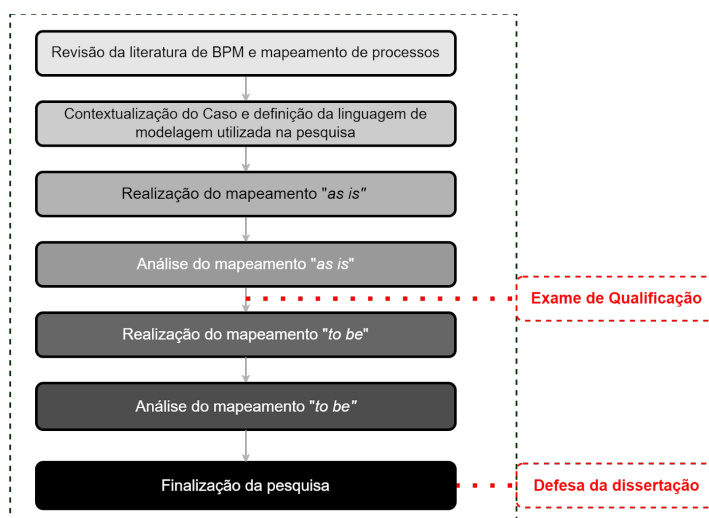 Revisão da literatura de BPM e mapeamento de processos
Contextualização do Caso e definição da linguagem de
modelagem utilizada na pesquisa
Realização do mapeamento "as is"
Análise do mapeamento "as is"
Exame de Qualificação
Realização do mapeamento "to be"
Análise do mapeamento "to be"
Finalização da pesquisa
Defesa da dissertação